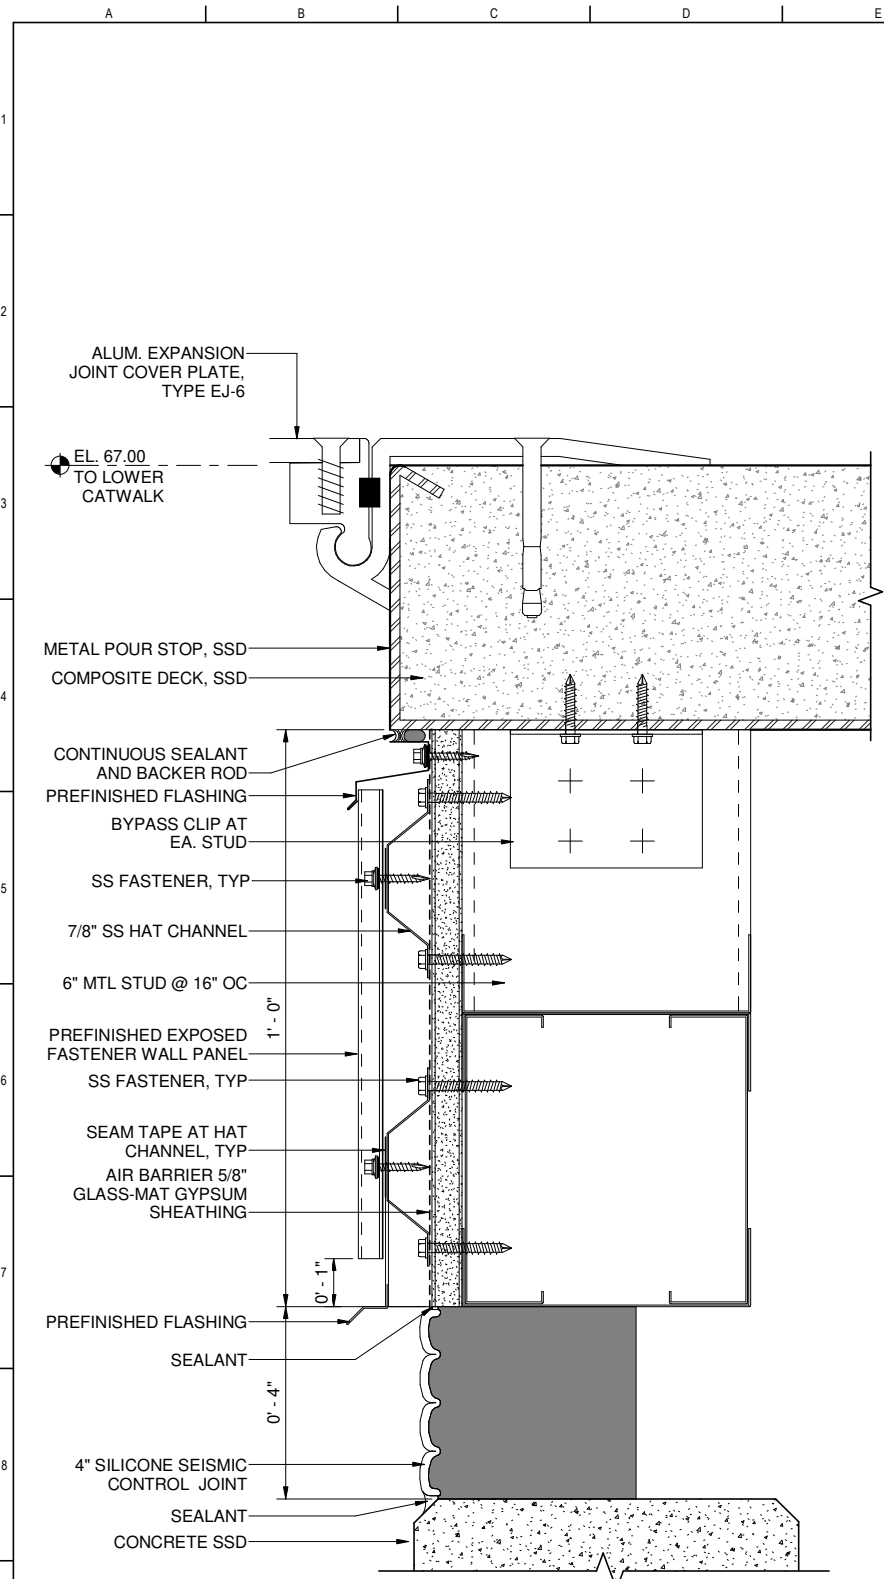 A B C D E
1
2
ALUM. EXPANSION
JOINT COVER PLATE,
TYPE EJ-6
EL. 67.00
TO LOWER
CATWALK
3
METAL POUR STOP, SSD
COMPOSITE DECK, SSD
4
CONTINUOUS SEALANT
AND BACKER ROD
PREFINISHED FLASHING
BYPASS CLIP AT
EA. STUD
SS FASTENER, TYP
5
7/8" SS HAT CHANNEL
6" MTL STUD @ 16" OC
1' - 0"
PREFINISHED EXPOSED
FASTENER WALL PANEL
SS FASTENER, TYP
6
SEAM TAPE AT HAT
CHANNEL, TYP
AIR BARRIER 5/8"
GLASS-MAT GYPSUM
SHEATHING
7
0' - 1"
PREFINISHED FLASHING
SEALANT
0' - 4"
4" SILICONE SEISMIC
CONTROL JOINT
8
SEALANT
CONCRETE SSD